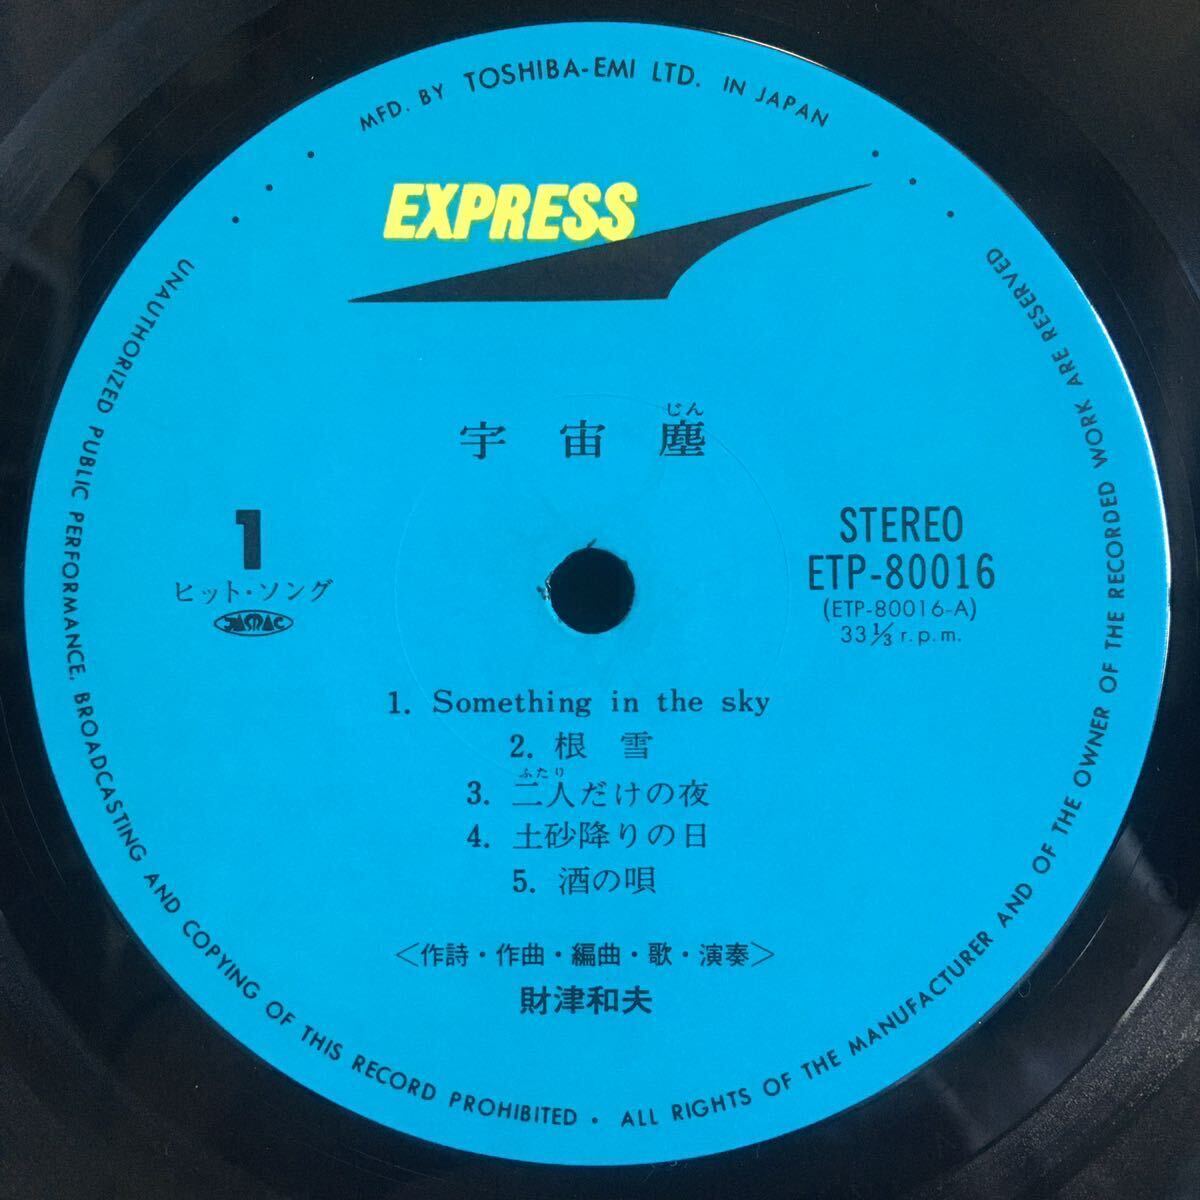 MFD. BY TOSHIBA-EMI LTD. IN JAPAN
EXPRESS
じん
宇宙塵
1
ヒット・ソング
JASRAC
STEREO
ETP-80016
(ETP-80016-A)
33 1/3 r.p.m.
1. Something in the sky
2. 根雪
ふたり
3. 二人だけの夜
4. 土砂降りの日
5. 酒の唄
<作詩・作曲・編曲・歌・演奏>
財津和夫
UNAUTHORIZED PUBLIC PERFORMANCE, BROADCASTING AND COPYING OF THIS RECORD PROHIBITED • ALL RIGHTS OF THE MANUFACTURER AND OF THE OWNER OF THE RECORDED WORK ARE RESERVED